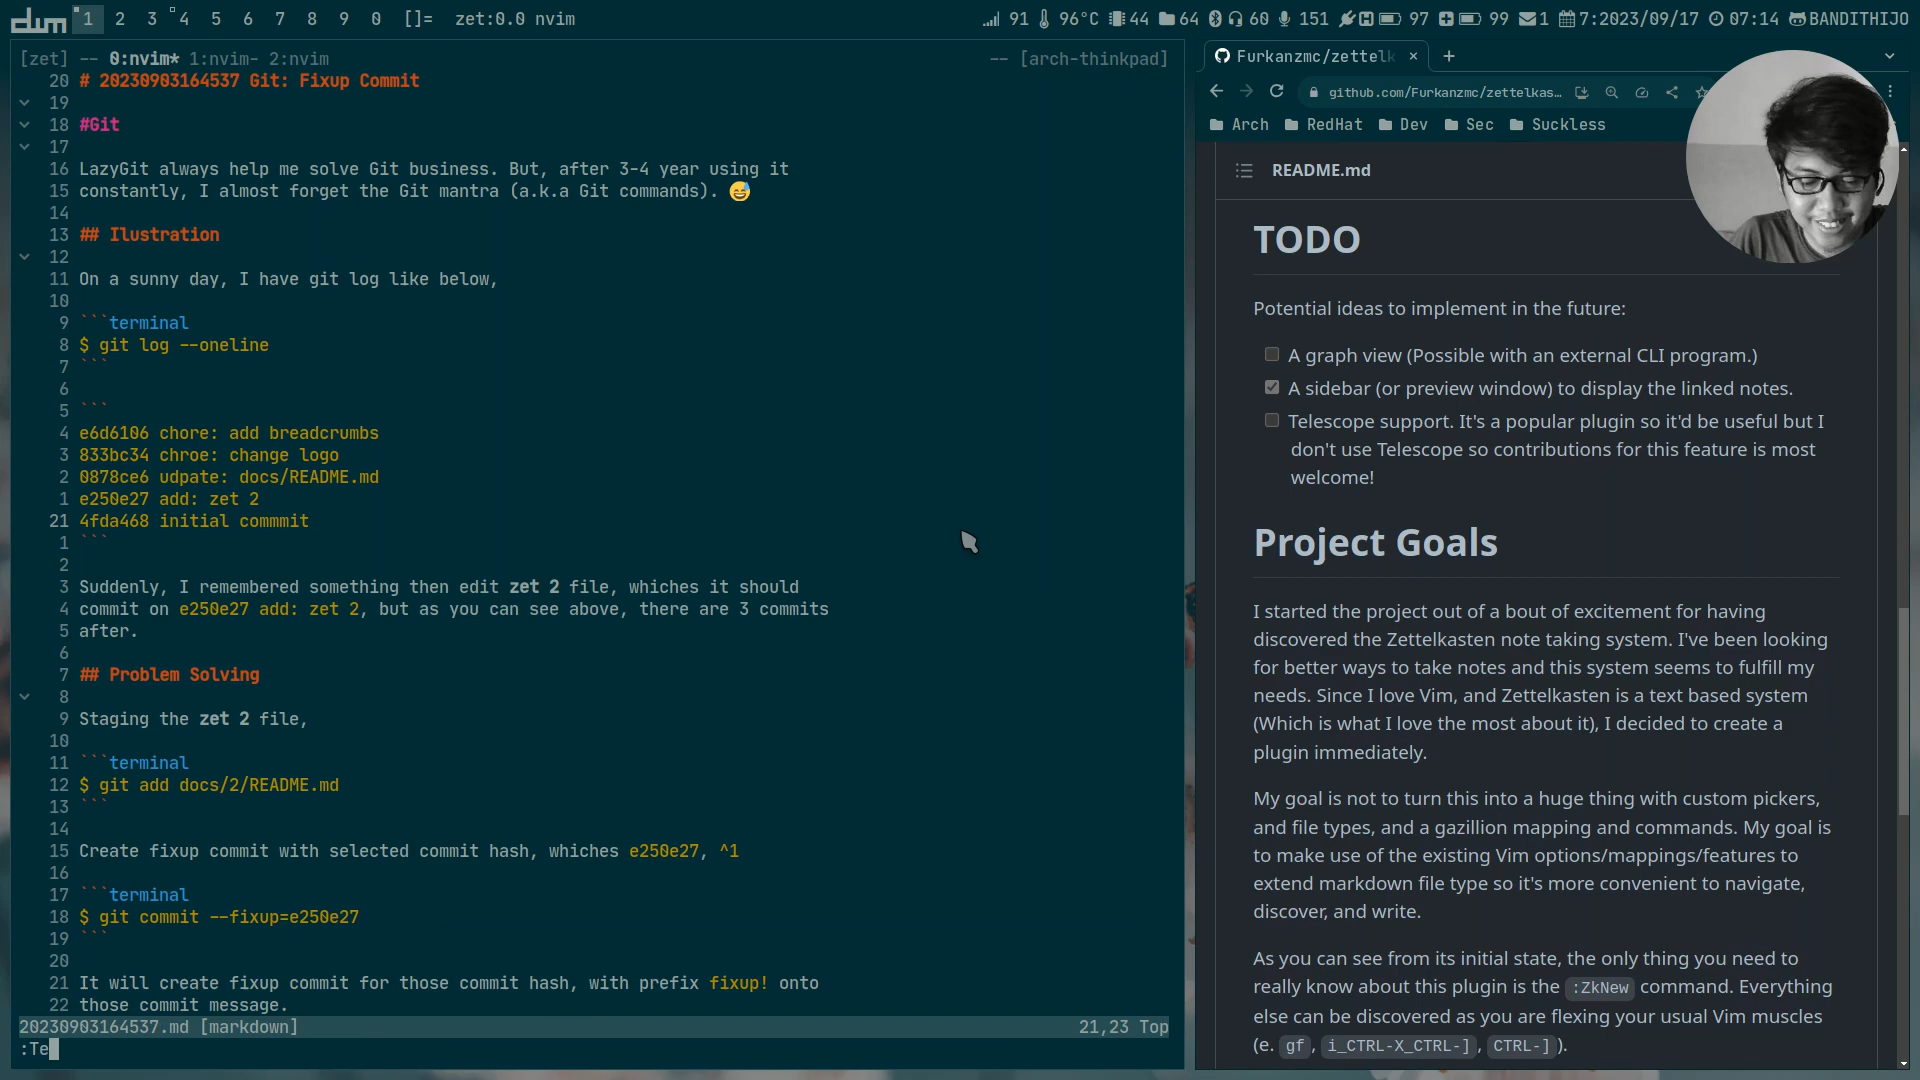 dwm 1 2 3 4 5 6 7 8 9 0 []= zet:0.0 nvim 91 96°C 44 64 60 151 H 97 99 1 7:2023/09/17 07:14 BANDITHIJO
[zet] -- 0:nvim* 1:nvim- 2:nvim -- [arch-thinkpad]
20 # 20230903164537 Git: Fixup Commit
19
18 #Git
17
16 LazyGit always help me solve Git business. But, after 3-4 year using it
15 constantly, I almost forget the Git mantra (a.k.a Git commands). 😅
14
13 ## Ilustration
12
11 On a sunny day, I have git log like below,
10
9 ```terminal
8 $ git log --oneline
7 ```
6
5 ```
4 e6d6106 chore: add breadcrumbs
3 833bc34 chroe: change logo
2 0878ce6 udpate: docs/README.md
1 e250e27 add: zet 2
21 4fda468 initial commmit
1 ```
2
3 Suddenly, I remembered something then edit zet 2 file, whiches it should
4 commit on e250e27 add: zet 2, but as you can see above, there are 3 commits
5 after.
6
7 ## Problem Solving
8
9 Staging the zet 2 file,
10
11 ```terminal
12 $ git add docs/2/README.md
13 ```
14
15 Create fixup commit with selected commit hash, whiches e250e27, ^1
16
17 ```terminal
18 $ git commit --fixup=e250e27
19 ```
20
21 It will create fixup commit for those commit hash, with prefix fixup! onto
22 those commit message.
20230903164537.md [markdown] 21,23 Top
:Te
Furkanzmc/zettelk
github.com/Furkanzmc/zettelkas…
Arch RedHat Dev Sec Suckless
README.md
TODO
Potential ideas to implement in the future:
A graph view (Possible with an external CLI program.)
A sidebar (or preview window) to display the linked notes.
Telescope support. It's a popular plugin so it'd be useful but I
don't use Telescope so contributions for this feature is most
welcome!
Project Goals
I started the project out of a bout of excitement for having
discovered the Zettelkasten note taking system. I've been looking
for better ways to take notes and this system seems to fulfill my
needs. Since I love Vim, and Zettelkasten is a text based system
(Which is what I love the most about it), I decided to create a
plugin immediately.
My goal is not to turn this into a huge thing with custom pickers,
and file types, and a gazillion mapping and commands. My goal is
to make use of the existing Vim options/mappings/features to
extend markdown file type so it's more convenient to navigate,
discover, and write.
As you can see from its initial state, the only thing you need to
really know about this plugin is the :ZkNew command. Everything
else can be discovered as you are flexing your usual Vim muscles
(e. gf, i_CTRL-X_CTRL-], CTRL-]).